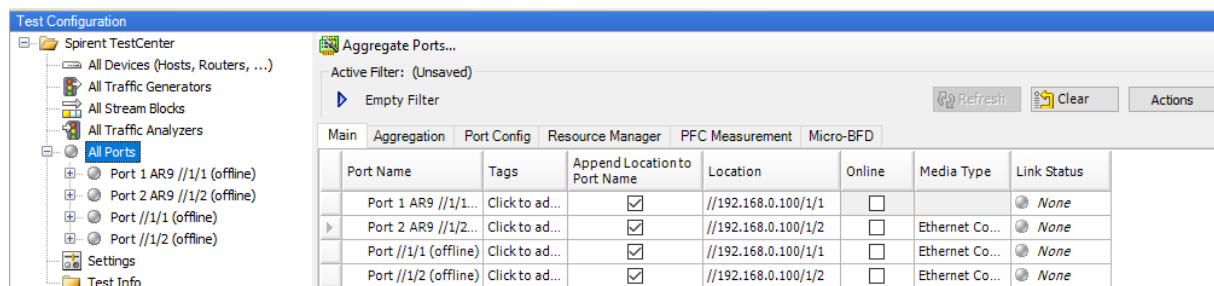 Test Configuration
Spirent TestCenter
All Devices (Hosts, Routers, ...)
All Traffic Generators
All Stream Blocks
All Traffic Analyzers
All Ports
Port 1 AR9 //1/1 (offline)
Port 2 AR9 //1/2 (offline)
Port //1/1 (offline)
Port //1/2 (offline)
Settings
Test Info
Aggregate Ports...
Active Filter: (Unsaved)
Empty Filter
Refresh Clear Actions
Main Aggregation Port Config Resource Manager PFC Measurement Micro-BFD
Port Name Tags Append Location to Port Name Location Online Media Type Link Status
Port 1 AR9 //1/1... Click to ad... //192.168.0.100/1/1 None
Port 2 AR9 //1/2... Click to ad... //192.168.0.100/1/2 Ethernet Co... None
Port //1/1 (offline) Click to ad... //192.168.0.100/1/1 Ethernet Co... None
Port //1/2 (offline) Click to ad... //192.168.0.100/1/2 Ethernet Co... None